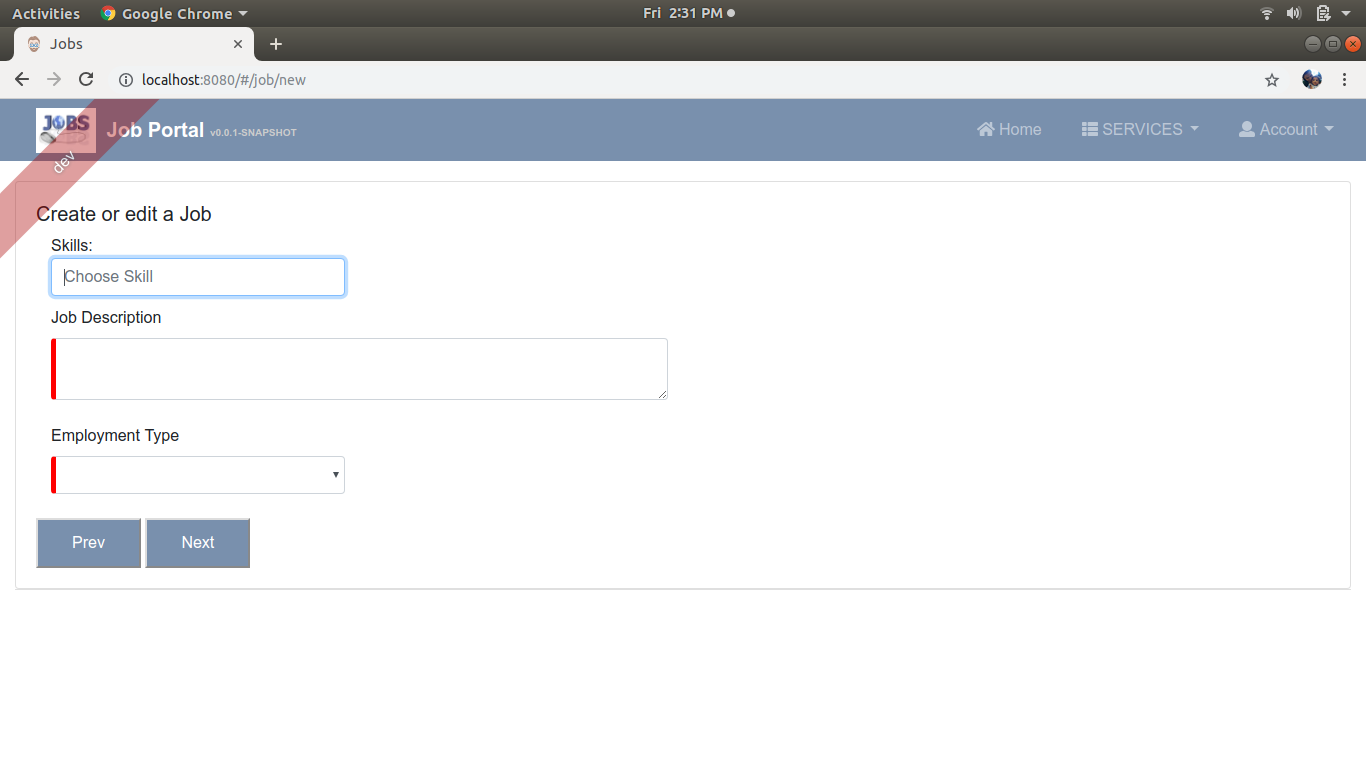 Activities Google Chrome Fri 2:31 PM
Jobs
localhost:8080/#/job/new
JOBS Job Portal v0.0.1-SNAPSHOT Home SERVICES Account
dev
Create or edit a Job
Skills:
Choose Skill
Job Description
Employment Type
Prev Next